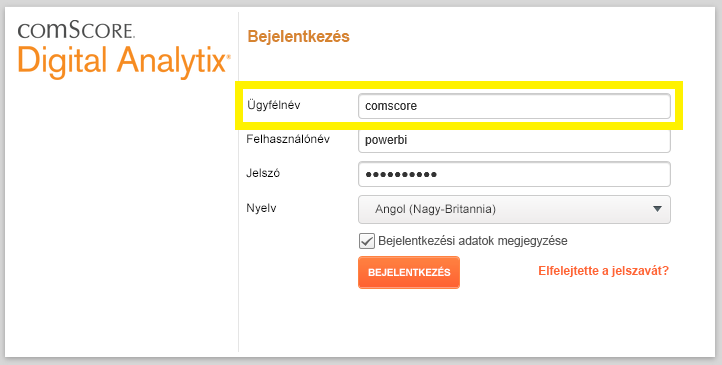 COMSCORE.
Digital Analytix®
Bejelentkezés
Ügyfélnév comscore
Felhasználónév powerbi
Jelszó ●●●●●●●●●●
Nyelv Angol (Nagy-Britannia)
Bejelentkezési adatok megjegyzése
BEJELENTKEZÉS Elfelejtette a jelszavát?